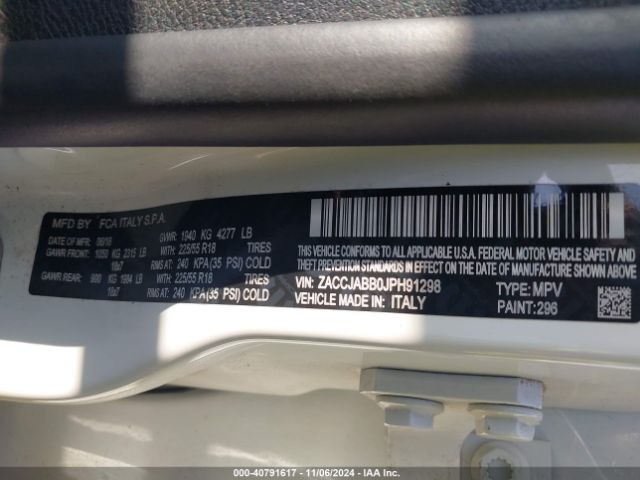 MFD BY FCA ITALY S.P.A.
DATE OF MFR 08/18 GVWR: 1940 KG 4277 LB
GAWR FRONT: 1050 KG 2315 LB WITH: 225/55 R18 TIRES
18x7 RIMS AT: 240 KPA(35 PSI) COLD
GAWR REAR: 900 KG 1984 LB WITH: 225/55 R18 TIRES
18x7 RIMS AT: 240 KPA(35 PSI) COLD
THIS VEHICLE CONFORMS TO ALL APPLICABLE U.S.A. FEDERAL MOTOR VEHICLE SAFETY
AND THEFT PREVENTION STANDARDS IN EFFECT ON THE DATE OF MANUFACTURE SHOWN ABOVE
VIN: ZACCJABB0JPH91298 TYPE: MPV
VEHICLE MADE IN: ITALY PAINT: 296
000-40791617 - 11/06/2024 - IAA Inc.